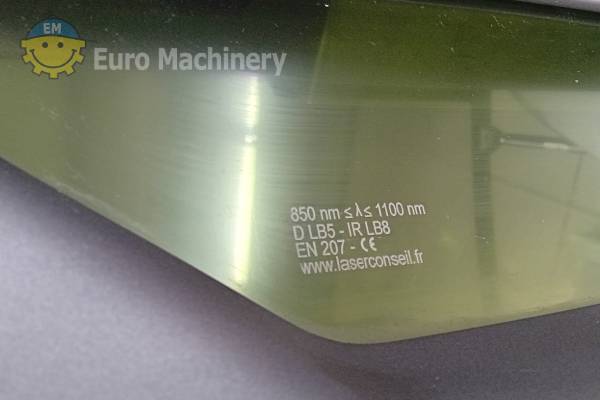 EM
Euro Machinery
850 nm ≤ λ ≤ 1100 nm
D LB5 - IR LB8
EN 207 - CE
www.laserconseil.fr